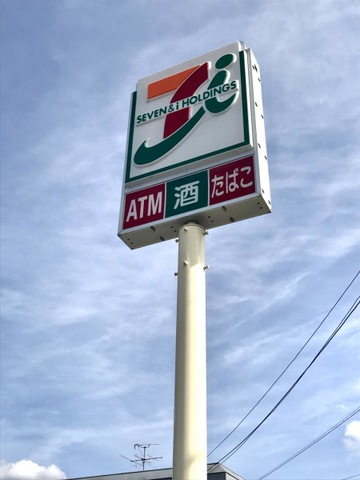 SEVEN & i HOLDINGS
ATM 酒 たばこ